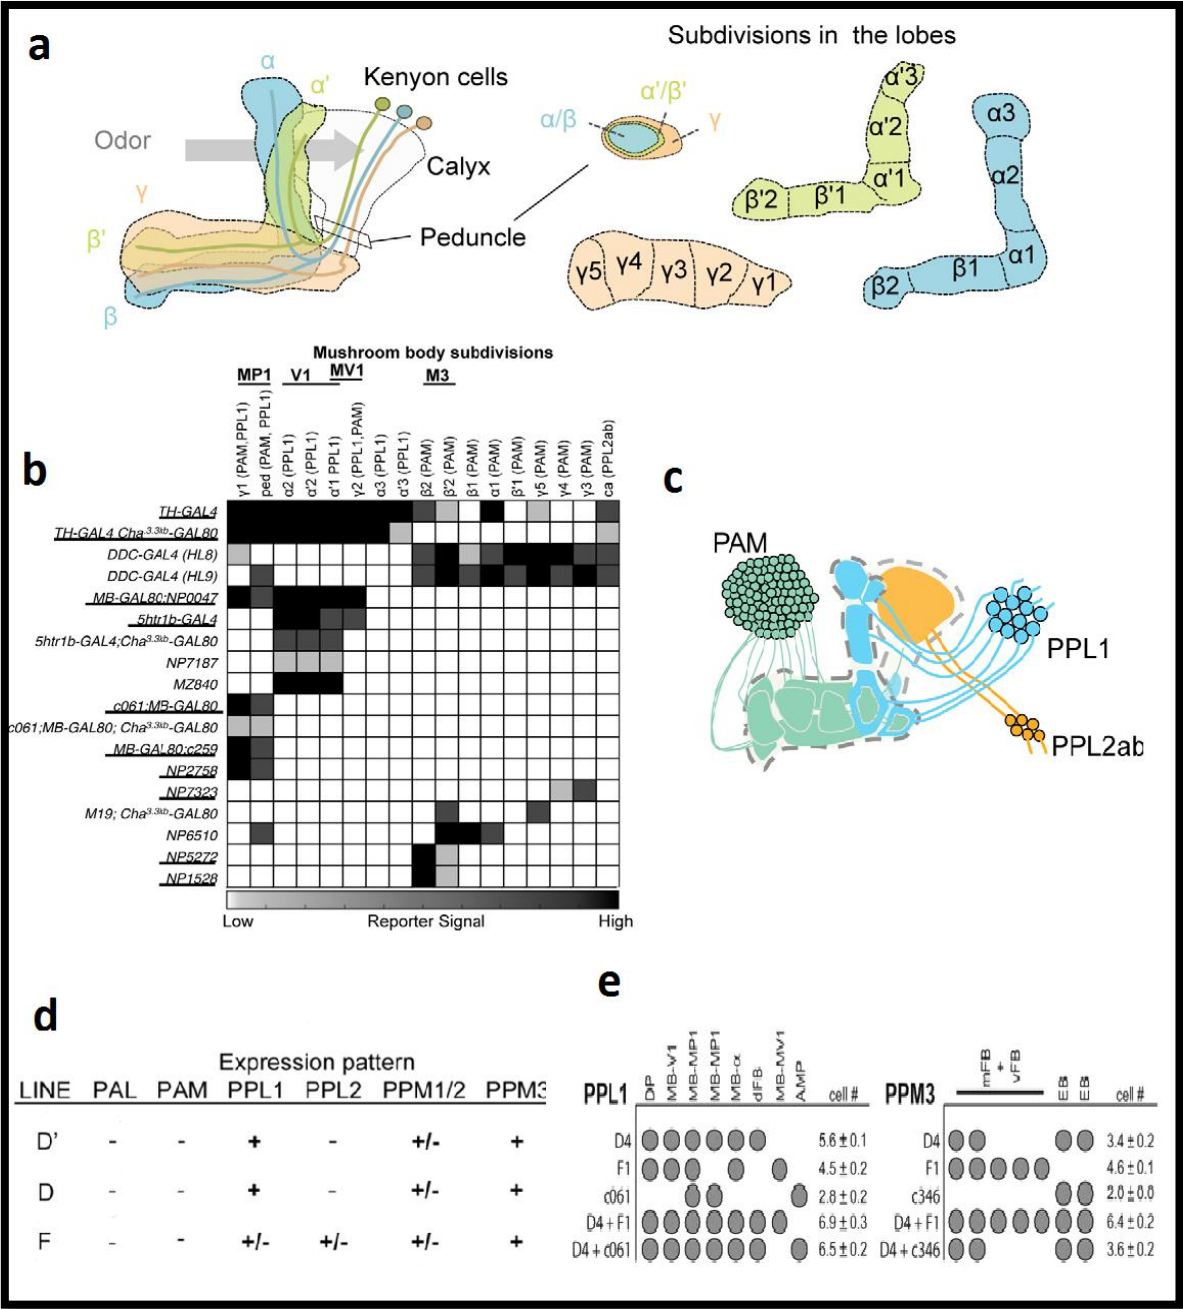 a
Subdivisions in the lobes
α
α'
Kenyon cells
α'/β'
α/β
γ
Odor
Calyx
γ
β'
Peduncle
β
α'3
α'2
α'1
β'1
β'2
α3
α2
α1
β1
β2
γ5 γ4 γ3 γ2 γ1
b
Mushroom body subdivisions
MP1 V1 MV1 M3
γ1 (PAM,PPL1)
ped (PAM, PPL1)
α2 (PPL1)
α'2 (PPL1)
α'1 PPL1)
γ2 (PPL1,PAM)
α3 (PPL1)
α'3 (PPL1)
β2 (PAM)
β'2 (PAM)
β1 (PAM)
α1 (PAM)
β'1 (PAM)
γ5 (PAM)
γ4 (PAM)
γ3 (PAM)
ca (PPL2ab)
TH-GAL4
TH-GAL4 Cha3.3kb-GAL80
DDC-GAL4 (HL8)
DDC-GAL4 (HL9)
MB-GAL80;NP0047
5htr1b-GAL4
5htr1b-GAL4;Cha3.3kb-GAL80
NP7187
MZ840
c061;MB-GAL80
c061;MB-GAL80; Cha3.3kb-GAL80
MB-GAL80;c259
NP2758
NP7323
M19; Cha3.3kb-GAL80
NP6510
NP5272
NP1528
Low Reporter Signal High
c
PAM
PPL1
PPL2ab
d
Expression pattern
LINE PAL PAM PPL1 PPL2 PPM1/2 PPM3
D' - - + - +/- +
D - - + - +/- +
F - - +/- +/- +/- +
e
PPL1
DP
MB-V1
MB-MP1
MB-MP1
MB-α
dFB
MB-MV1
AMP
cell #
D4 5.6 ± 0.1
F1 4.5 ± 0.2
c061 2.8 ± 0.2
D4 + F1 6.9 ± 0.3
D4 + c061 6.5 ± 0.2
PPM3
mFB
+
vFB
EB
EB
cell #
D4 3.4 ± 0.2
F1 4.6 ± 0.1
c346 2.0 ± 0.0
D4 + F1 6.4 ± 0.2
D4 + c346 3.6 ± 0.2